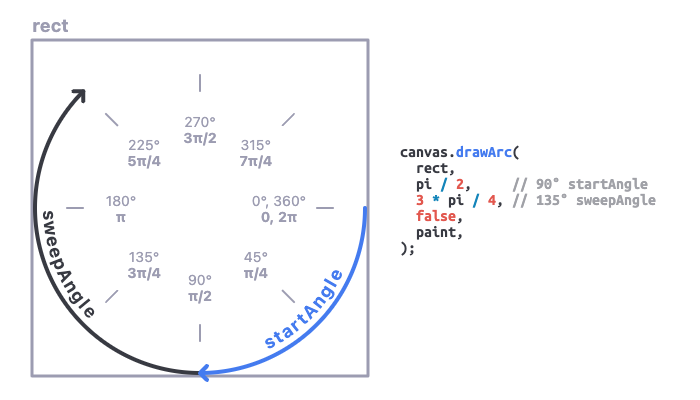 rect
270°
3π/2
225°
5π/4
315°
7π/4
180°
π
0°, 360°
0, 2π
135°
3π/4
45°
π/4
90°
π/2
sweepAngle
startAngle
canvas.drawArc(
  rect,
  pi / 2,     // 90° startAngle
  3 * pi / 4, // 135° sweepAngle
  false,
  paint,
);